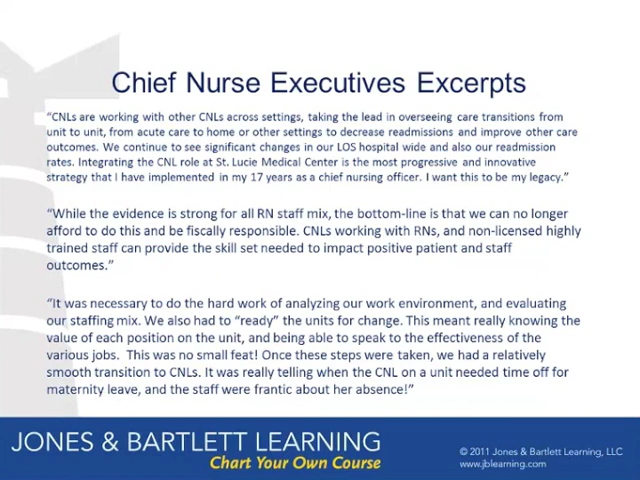 Chief Nurse Executives Excerpts
“CNLs are working with other CNLs across settings, taking the lead in overseeing care transitions from
unit to unit, from acute care to home or other settings to decrease readmissions and improve other care
outcomes. We continue to see significant changes in our LOS hospital wide and also our readmission
rates. Integrating the CNL role at St. Lucie Medical Center is the most progressive and innovative
strategy that I have implemented in my 17 years as a chief nursing officer. I want this to be my legacy.”
“While the evidence is strong for all RN staff mix, the bottom-line is that we can no longer
afford to do this and be fiscally responsible. CNLs working with RNs, and non-licensed highly
trained staff can provide the skill set needed to impact positive patient and staff
outcomes.”
“It was necessary to do the hard work of analyzing our work environment, and evaluating
our staffing mix. We also had to “ready” the units for change. This meant really knowing the
value of each position on the unit, and being able to speak to the effectiveness of the
various jobs. This was no small feat! Once these steps were taken, we had a relatively
smooth transition to CNLs. It was really telling when the CNL on a unit needed time off for
maternity leave, and the staff were frantic about her absence!”
JONES & BARTLETT LEARNING
Chart Your Own Course
© 2011 Jones & Bartlett Learning, LLC
www.jblearning.com